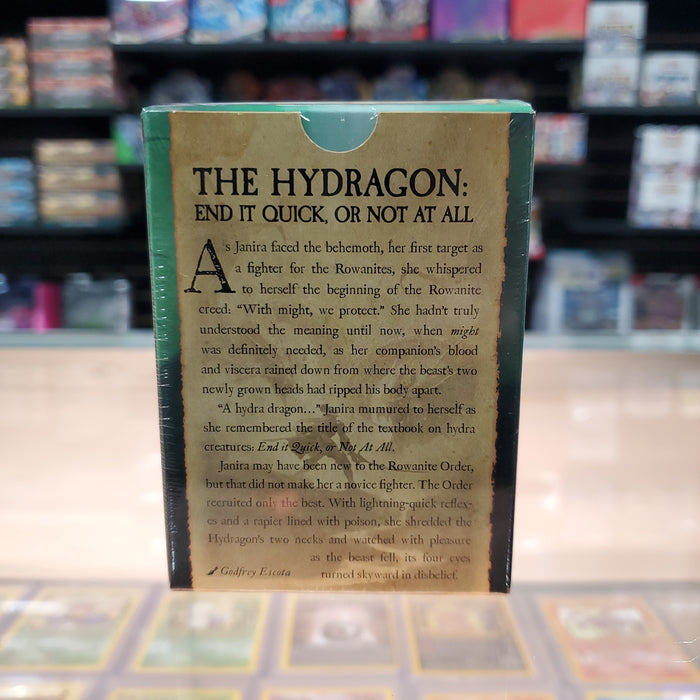 THE HYDRAGON:
END IT QUICK, OR NOT AT ALL
As Janira faced the behemoth, her first target as
a fighter for the Rowanites, she whispered
to herself the beginning of the Rowanite
creed: “With might, we protect.” She hadn't truly
understood the meaning until now, when might
was definitely needed, as her companion's blood
and viscera rained down from where the beast's two
newly grown heads had ripped his body apart.
“A hydra dragon...” Janira mumured to herself as
she remembered the title of the textbook on hydra
creatures: End it Quick, or Not At All.
Janira may have been new to the Rowanite Order,
but that did not make her a novice fighter. The Order
recruited only the best. With lightning-quick reflex-
es and a rapier lined with poison, she shredded the
Hydragon's two necks and watched with pleasure
as the beast fell, its four eyes
turned skyward in disbelief.
Godfrey Escota